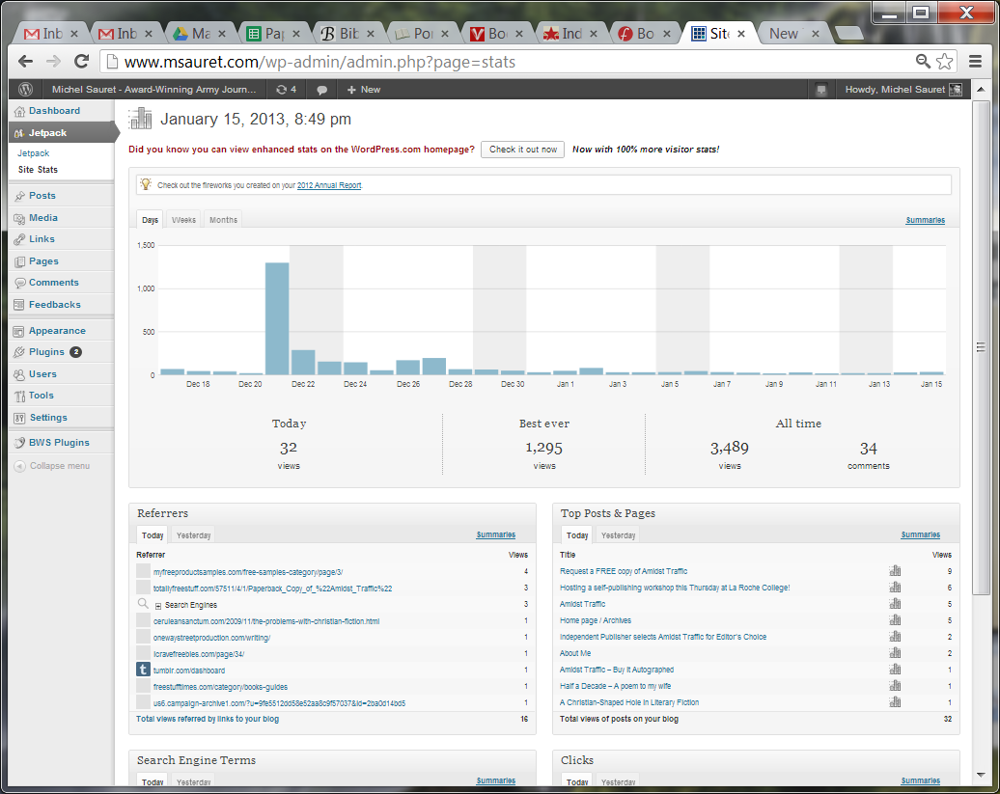 Inb
Inb
Ma
Pap
Bib
Po
Bo
Ind
Bo
Site
New
www.msauret.com/wp-admin/admin.php?page=stats
Michel Sauret - Award-Winning Army Journ...
4
+ New
Howdy, Michel Sauret
Dashboard
Jetpack
Jetpack
Site Stats
Posts
Media
Links
Pages
Comments
Feedbacks
Appearance
Plugins 2
Users
Tools
Settings
BWS Plugins
Collapse menu
January 15, 2013, 8:49 pm
Did you know you can view enhanced stats on the WordPress.com homepage? Check it out now Now with 100% more visitor stats!
Check out the fireworks you created on your 2012 Annual Report.
Days Weeks Months Summaries
1,500
1,000
500
0
Dec 18 Dec 20 Dec 22 Dec 24 Dec 26 Dec 28 Dec 30 Jan 1 Jan 3 Jan 5 Jan 7 Jan 9 Jan 11 Jan 13 Jan 15
Today Best ever All time
32 1,295 3,489 34
views views views comments
Referrers
Today Yesterday Summaries
Referrer Views
myfreeproductsamples.com/free-samples-category/page/3/ 4
totallyfreestuff.com/57511/4/1/Paperback_Copy_of_%22Amidst_Traffic%22 3
Search Engines 3
ceruleansanctum.com/2009/11/the-problems-with-christian-fiction.html 1
onewaystreetproduction.com/writing/ 1
icravefreebies.com/page/34/ 1
t tumblr.com/dashboard 1
freestufftimes.com/category/books-guides 1
us6.campaign-archive1.com/?u=9fe5512dd58e52aa8c9f57037&id=2ba0d14bd5 1
Total views referred by links to your blog 16
Top Posts & Pages
Today Yesterday Summaries
Title Views
Request a FREE copy of Amidst Traffic 9
Hosting a self-publishing workshop this Thursday at La Roche College! 6
Amidst Traffic 5
Home page / Archives 5
Independent Publisher selects Amidst Traffic for Editor's Choice 2
About Me 2
Amidst Traffic – Buy it Autographed 1
Half a Decade – A poem to my wife 1
A Christian-Shaped Hole in Literary Fiction 1
Total views of posts on your blog 32
Search Engine Terms
Today Yesterday Summaries
Clicks
Today Yesterday Summaries